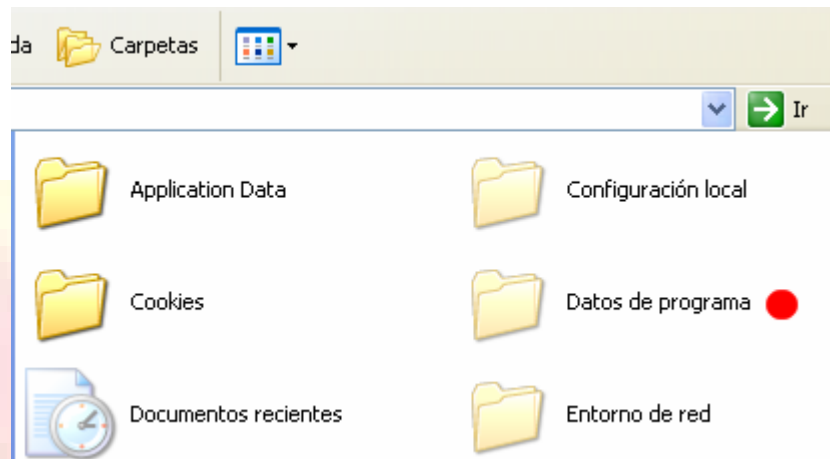 da Carpetas
Ir
Application Data
Configuración local
Cookies
Datos de programa
Documentos recientes
Entorno de red